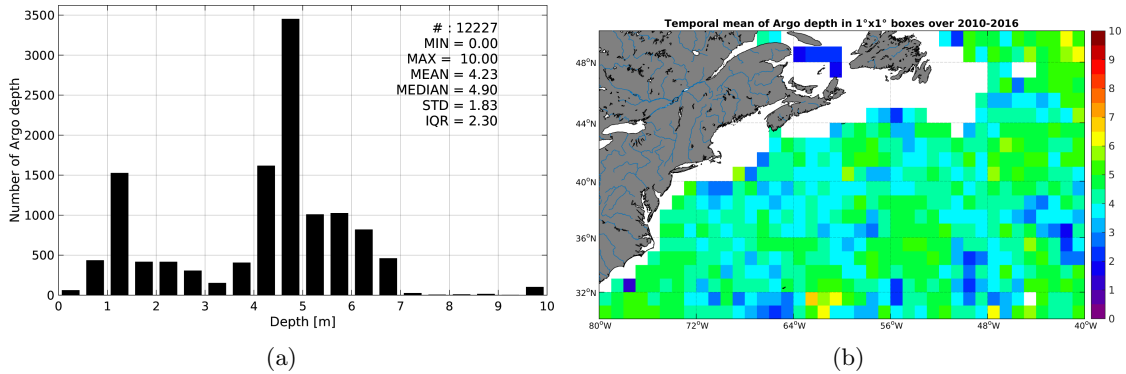 3500
3000
2500
2000
1500
1000
500
0
Number of Argo depth
# : 12227
MIN = 0.00
MAX = 10.00
MEAN = 4.23
MEDIAN = 4.90
STD = 1.83
IQR = 2.30
0 1 2 3 4 5 6 7 8 9 10
Depth [m]
(a)
Temporal mean of Argo depth in 1°x1° boxes over 2010-2016
48°N
44°N
40°N
36°N
32°N
80°W 72°W 64°W 56°W 48°W 40°W
10
9
8
7
6
5
4
3
2
1
0
(b)